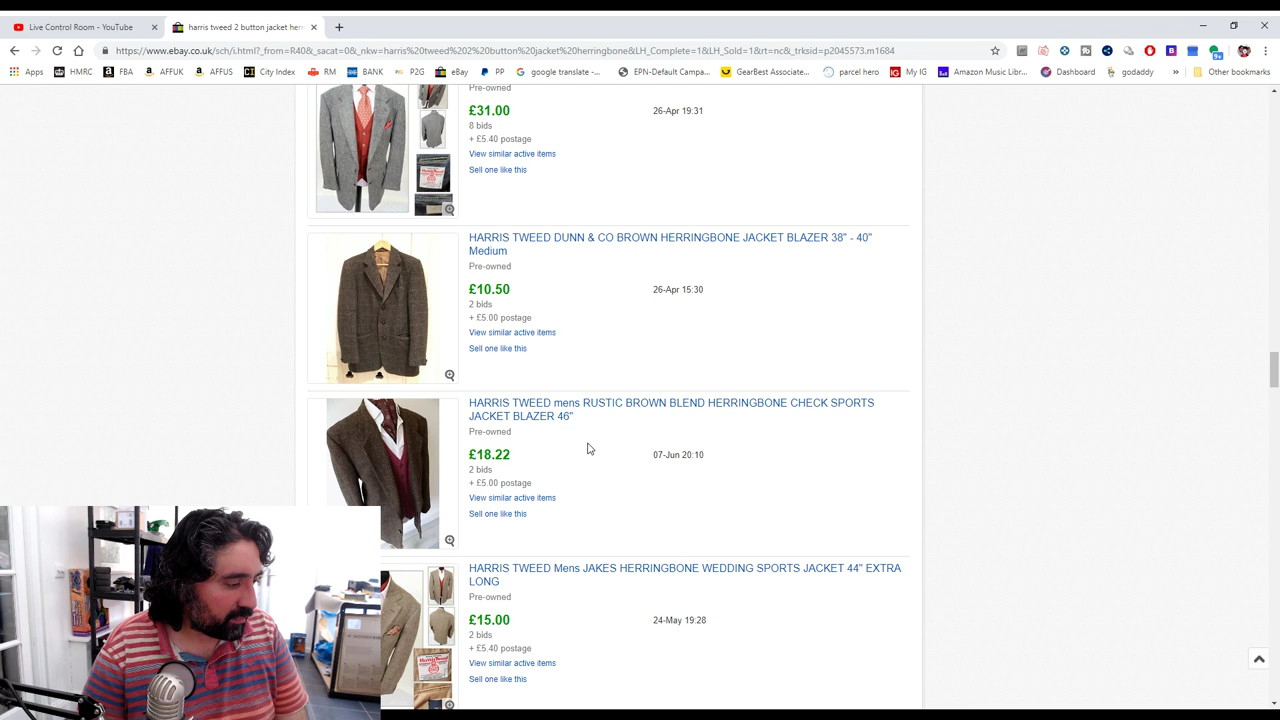 Live Control Room - YouTube
harris tweed 2 button jacket her
https://www.ebay.co.uk/sch/i.html?_from=R40&_sacat=0&_nkw=harris%20tweed%202%20button%20jacket%20herringbone&LH_Complete=1&LH_Sold=1&rt=nc&_trksid=p2045573.m1684
Apps HMRC FBA AFFUK AFFUS City Index RM BANK P2G eBay PP google translate -... EPN-Default Campa... GearBest Associate... parcel hero My IG Amazon Music Libr... Dashboard godaddy » Other bookmarks
Pre-owned
£31.00 26-Apr 19:31
8 bids
+ £5.40 postage
View similar active items
Sell one like this
HARRIS TWEED DUNN & CO BROWN HERRINGBONE JACKET BLAZER 38" - 40"
Medium
Pre-owned
£10.50 26-Apr 15:30
2 bids
+ £5.00 postage
View similar active items
Sell one like this
HARRIS TWEED mens RUSTIC BROWN BLEND HERRINGBONE CHECK SPORTS
JACKET BLAZER 46"
Pre-owned
£18.22 07-Jun 20:10
2 bids
+ £5.00 postage
View similar active items
Sell one like this
HARRIS TWEED Mens JAKES HERRINGBONE WEDDING SPORTS JACKET 44" EXTRA
LONG
Pre-owned
£15.00 24-May 19:28
2 bids
+ £5.40 postage
View similar active items
Sell one like this